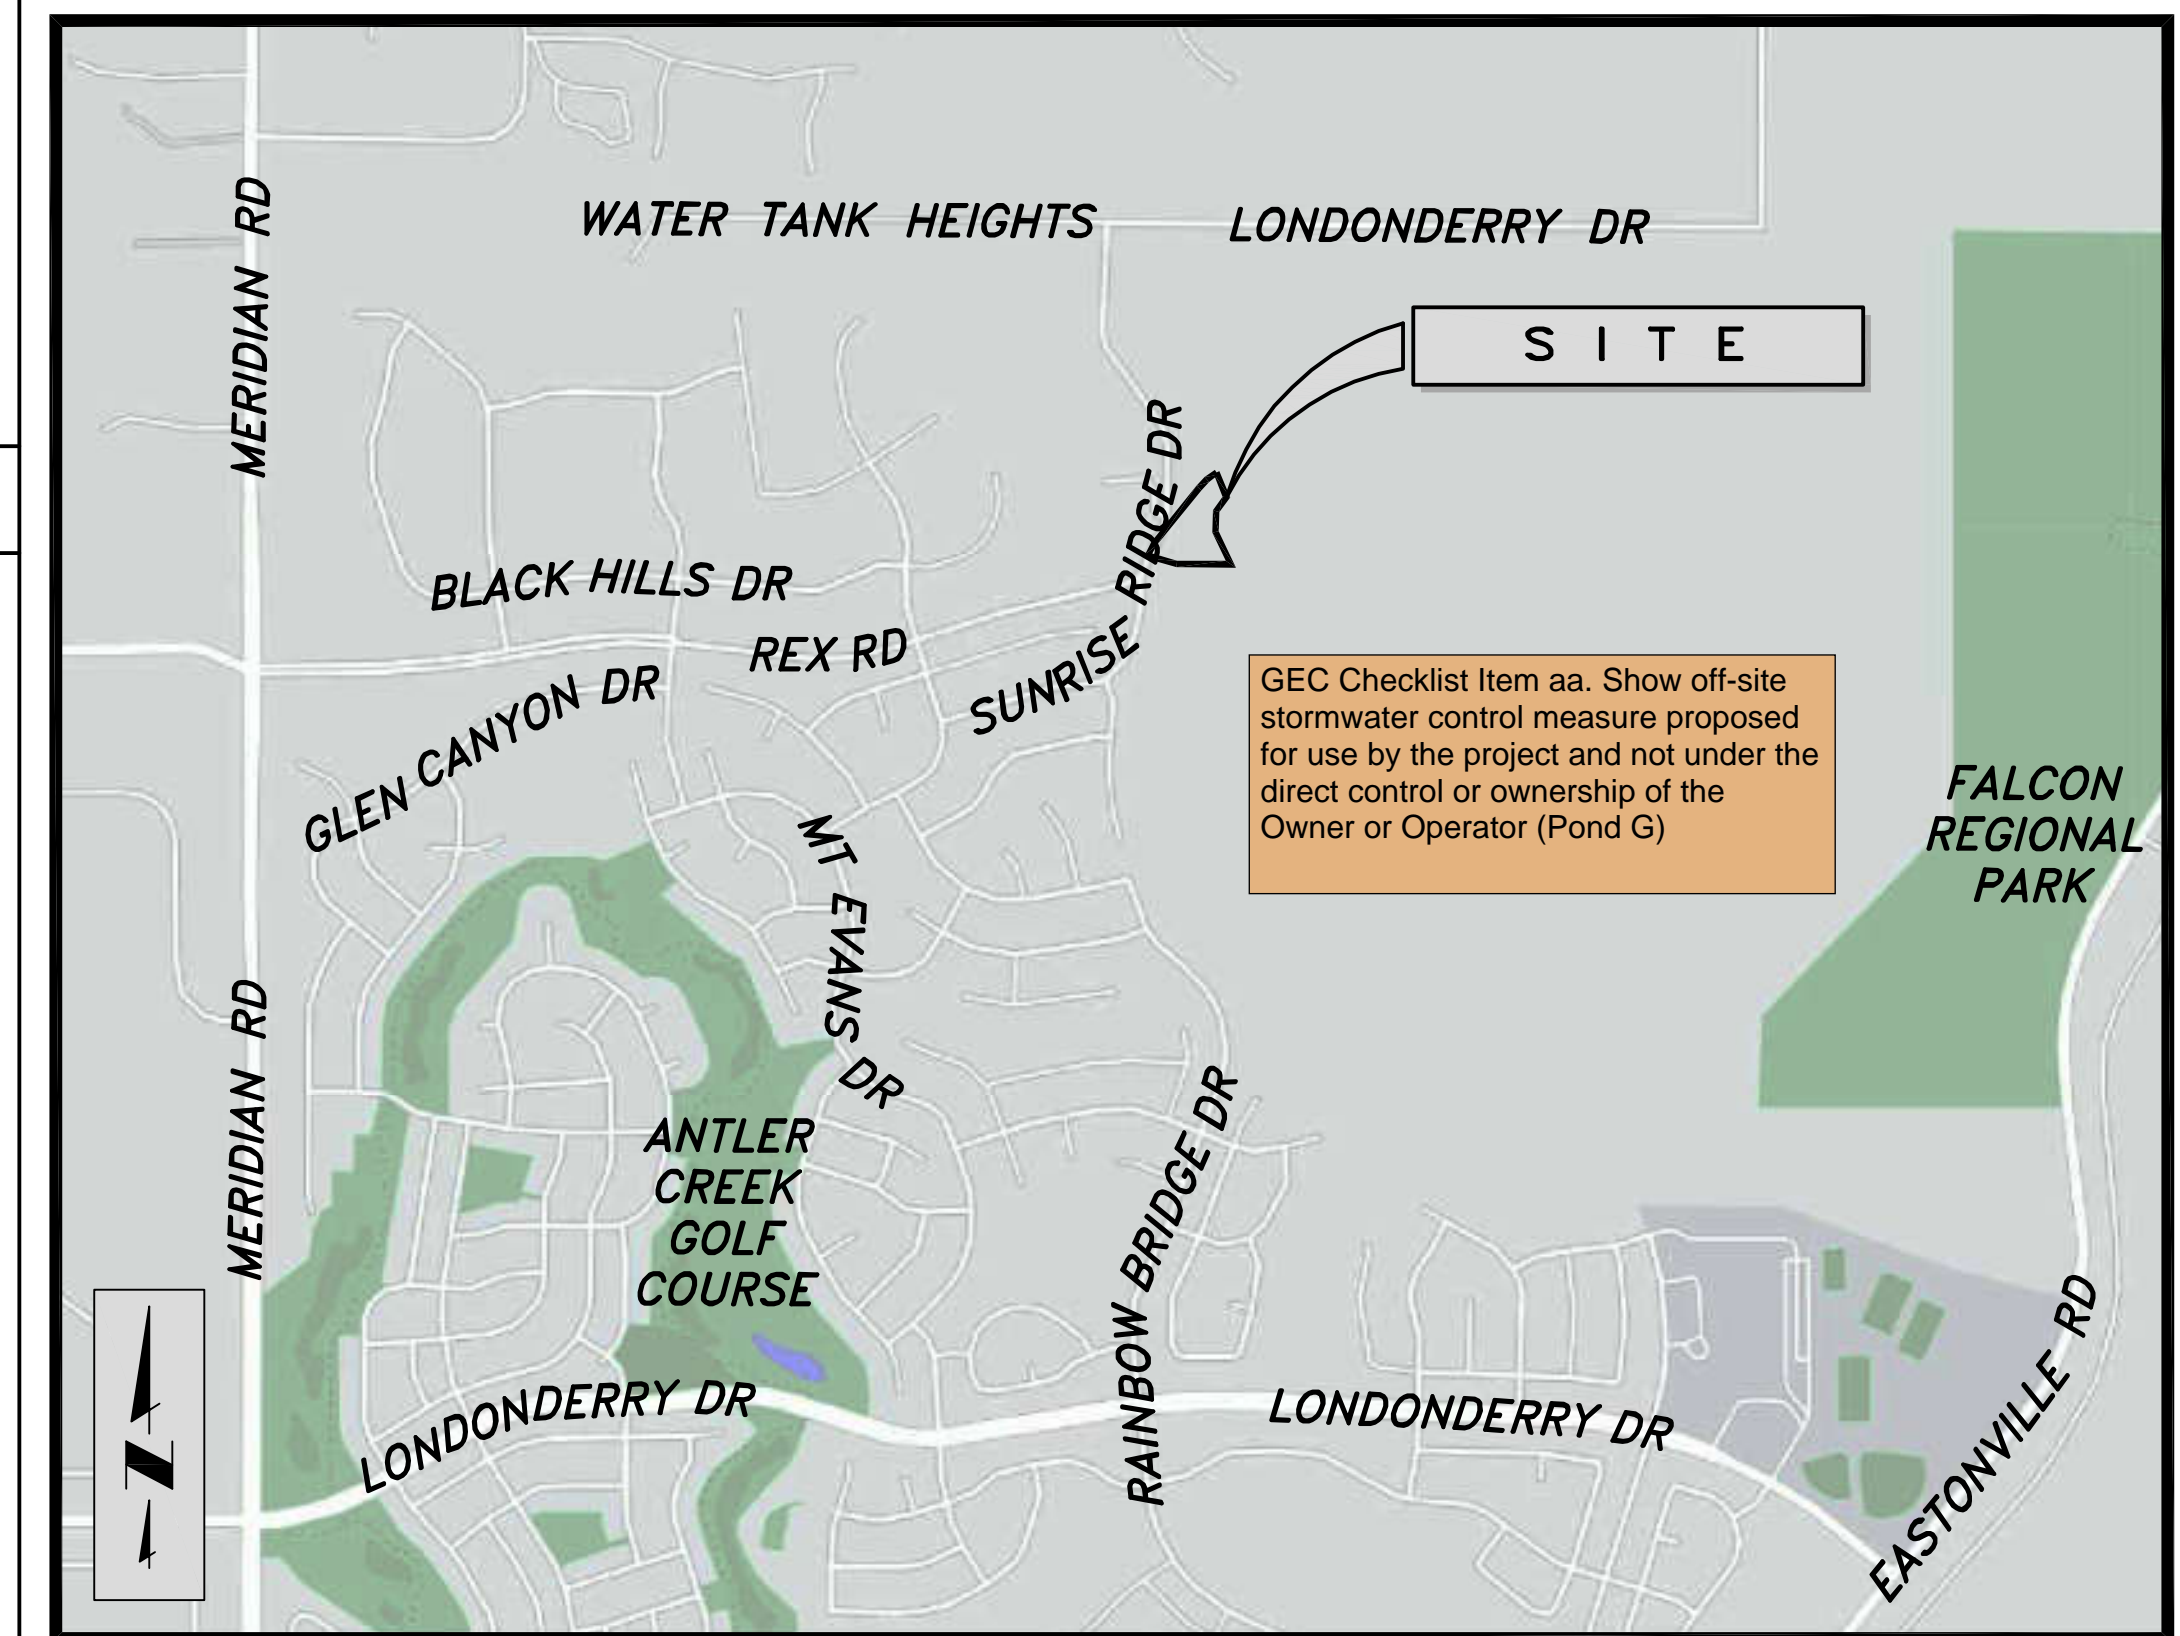 WATER TANK HEIGHTS
LONDONDERRY DR
MERIDIAN RD
S I T E
SUNRISE RIDGE DR
BLACK HILLS DR
REX RD
GLEN CANYON DR
GEC Checklist Item aa. Show off-site
stormwater control measure proposed
for use by the project and not under the
direct control or ownership of the
Owner or Operator (Pond G)
FALCON
REGIONAL
PARK
MT EVANS DR
MERIDIAN RD
ANTLER
CREEK
GOLF
COURSE
RAINBOW BRIDGE DR
LONDONDERRY DR
LONDONDERRY DR
EASTONVILLE RD
N